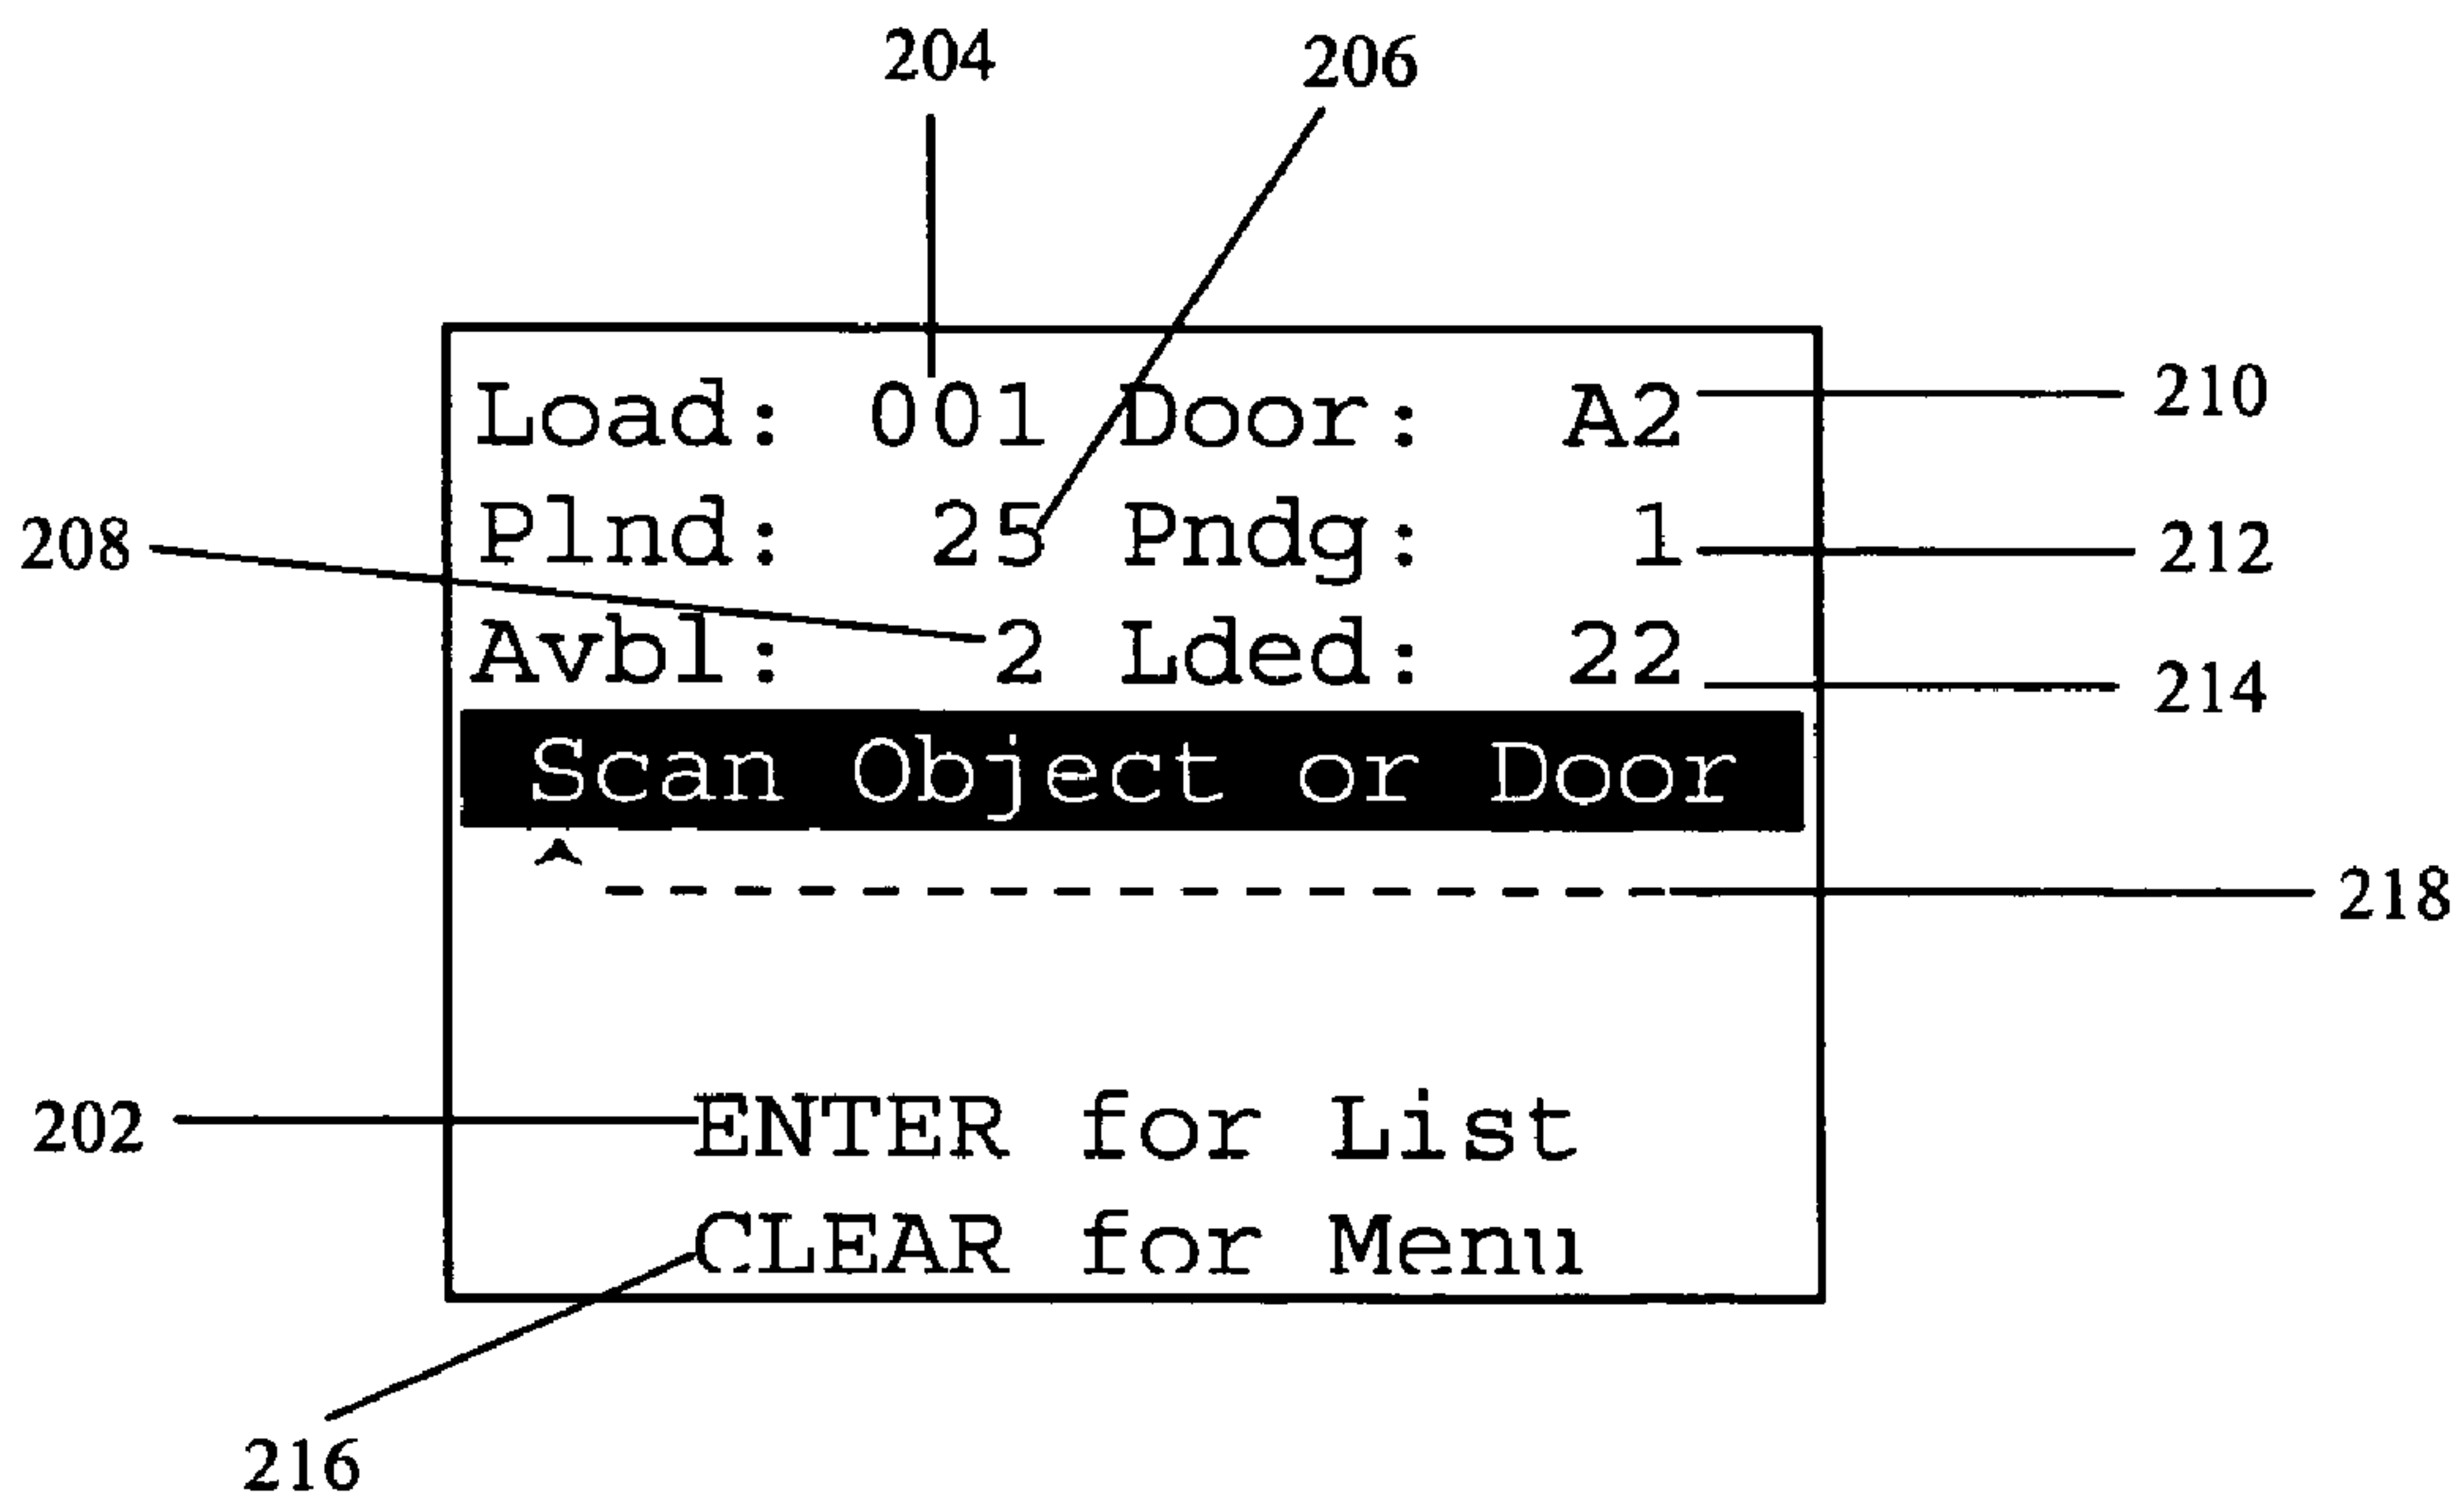 204 206
Load: 001 Door: A2 210
Plnd: 25 Pndg: 1 212
208
Avbl: 2 Lded: 22 214
Scan Object or Door
218
202 ENTER for List
CLEAR for Menu
216